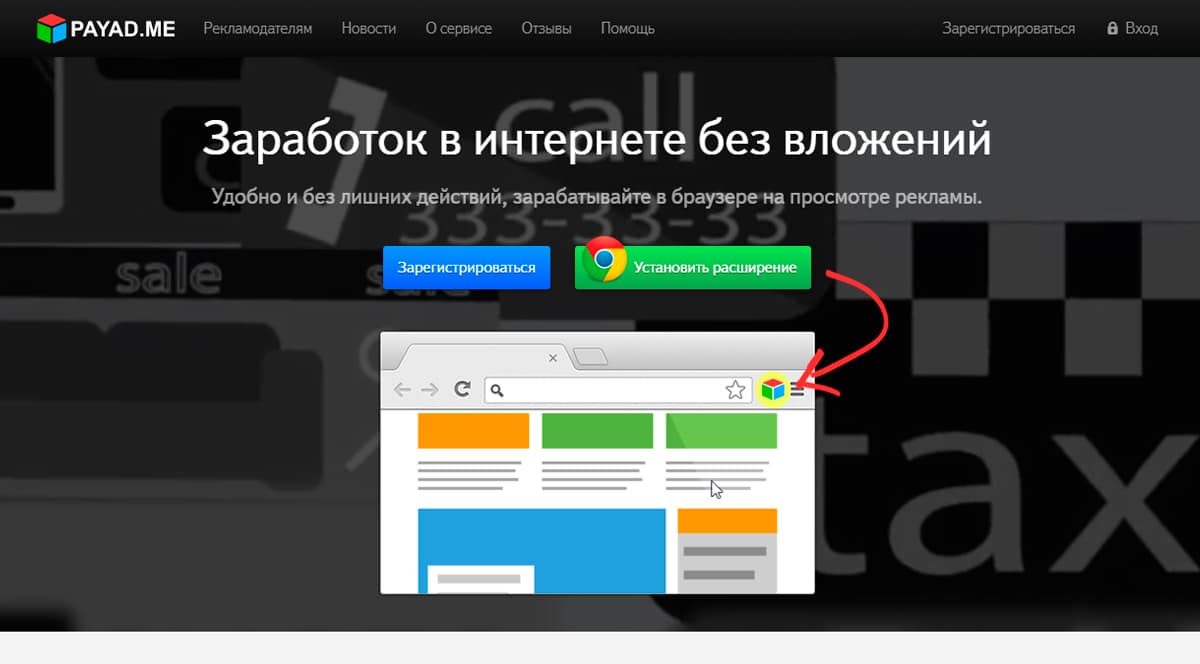 PAYAD.ME Рекламодателям Новости О сервисе Отзывы Помощь Зарегистрироваться Вход
call
Заработок в интернете без вложений
Удобно и без лишних действий, зарабатывайте в браузере на просмотре рекламы.
333-33-33
sale sale
Зарегистрироваться Установить расширение
tax